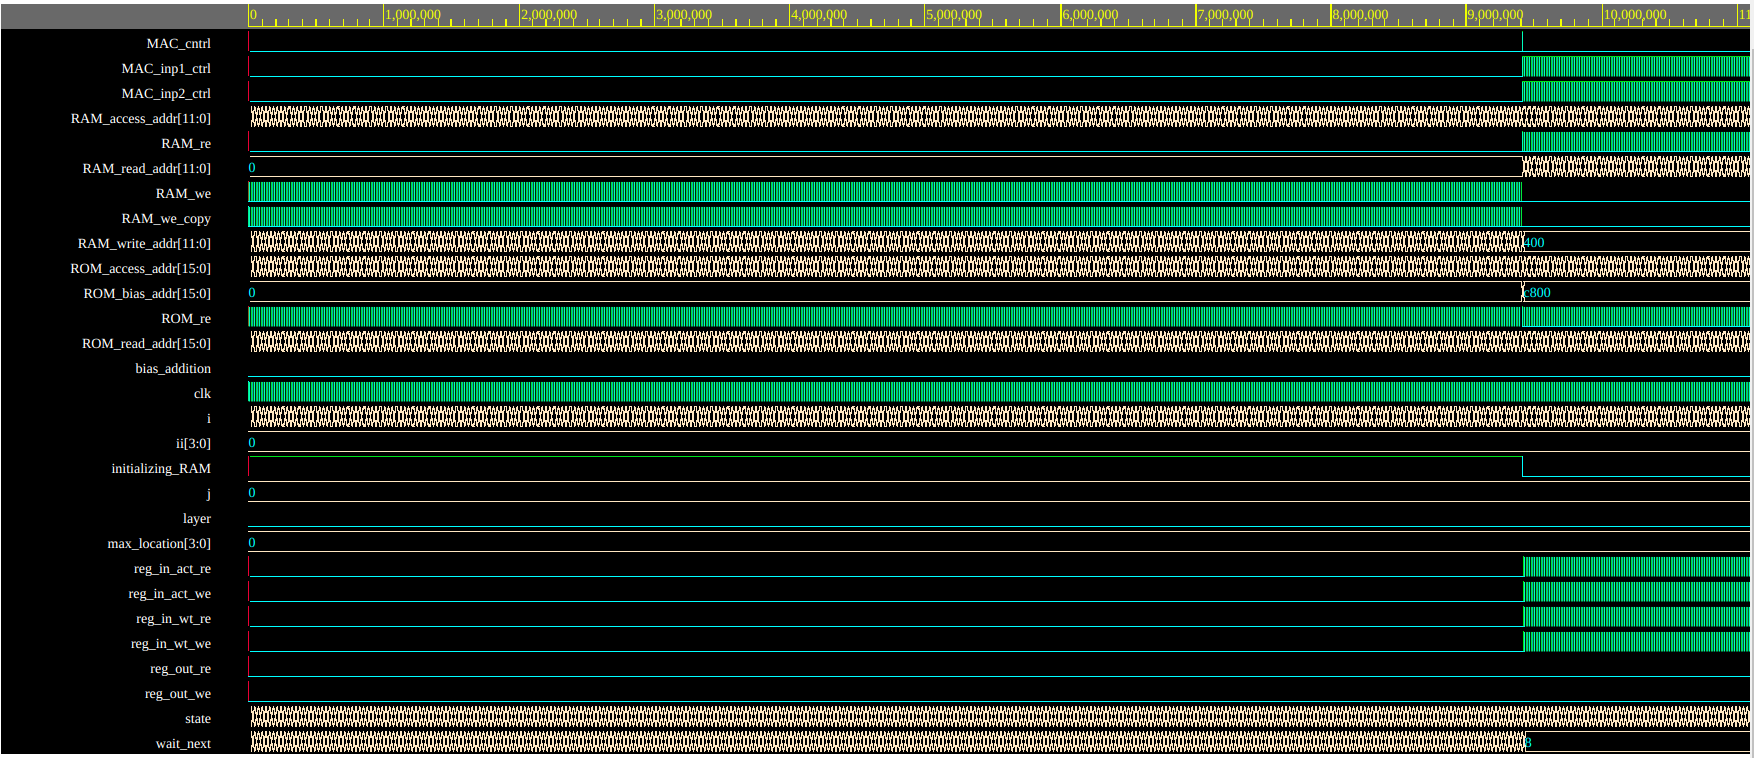 0 1,000,000 2,000,000 3,000,000 4,000,000 5,000,000 6,000,000 7,000,000 8,000,000 9,000,000 10,000,000 11
MAC_cntrl
MAC_inp1_ctrl
MAC_inp2_ctrl
RAM_access_addr[11:0]
RAM_re
RAM_read_addr[11:0] 0
RAM_we
RAM_we_copy
RAM_write_addr[11:0] 400
ROM_access_addr[15:0]
ROM_bias_addr[15:0] 0 c800
ROM_re
ROM_read_addr[15:0]
bias_addition
clk
i
ii[3:0] 0
initializing_RAM
j 0
layer
max_location[3:0] 0
reg_in_act_re
reg_in_act_we
reg_in_wt_re
reg_in_wt_we
reg_out_re
reg_out_we
state
wait_next 8